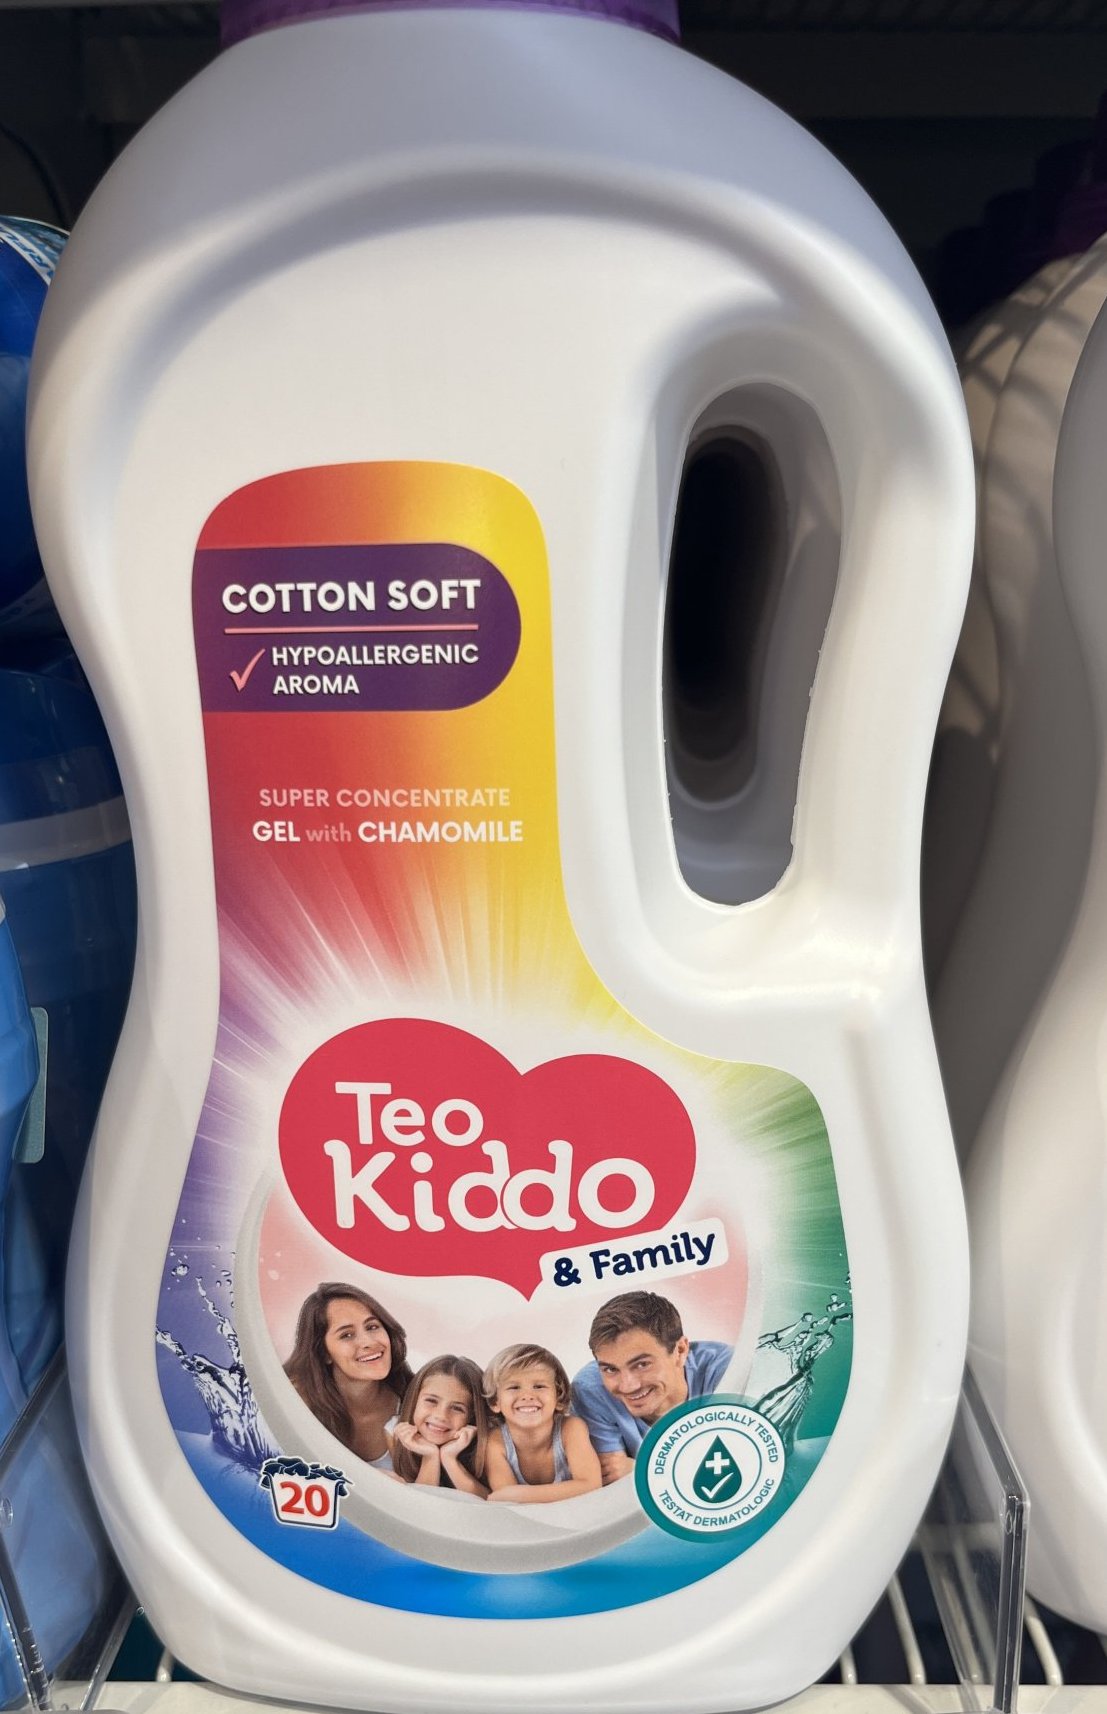 COTTON SOFT
HYPOALLERGENIC
AROMA
SUPER CONCENTRATE
GEL with CHAMOMILE
Teo
Kiddo
& Family
20
DERMATOLOGICALLY TESTED
TESTAT DERMATOLOGIC